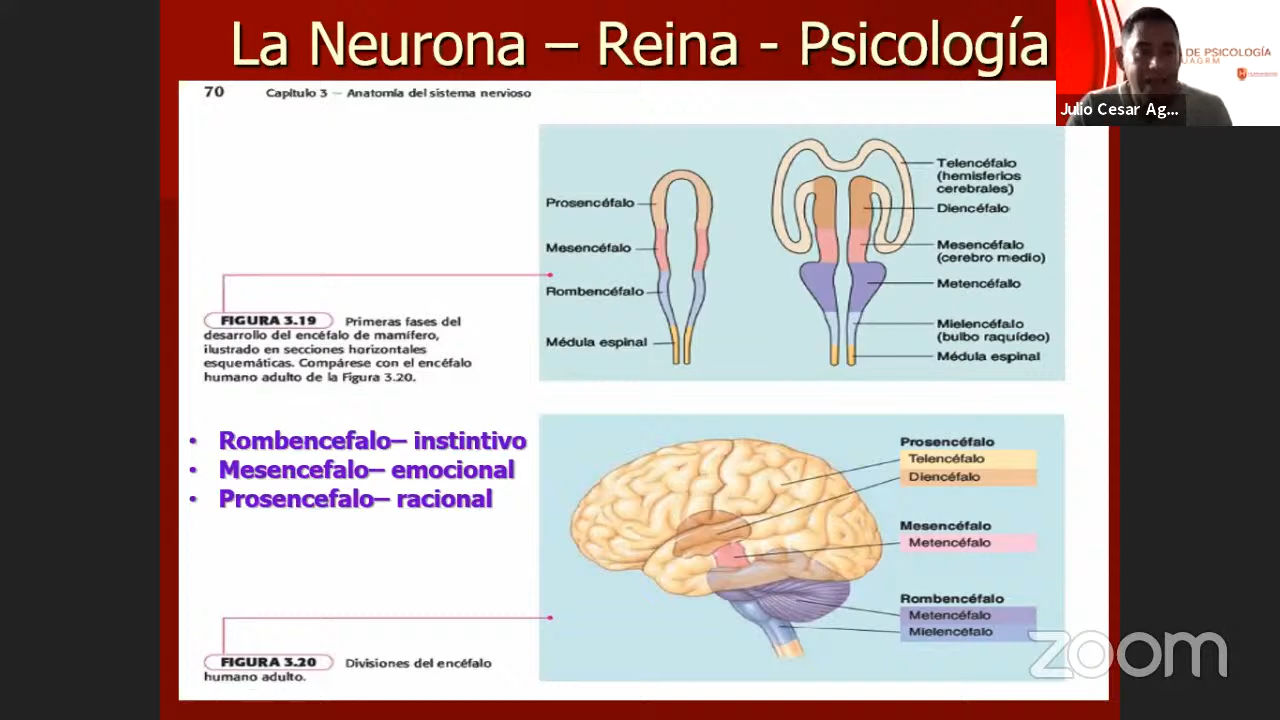 La Neurona – Reina - Psicología
DE PSICOLOGÍA
UAGRM
Julio Cesar Ag...
70 Capítulo 3 — Anatomía del sistema nervioso
Prosencéfalo
Mesencéfalo
Rombencéfalo
Médula espinal
Telencéfalo
(hemisferios
cerebrales)
Diencéfalo
Mesencéfalo
(cerebro medio)
Metencéfalo
Mielencéfalo
(bulbo raquídeo)
Médula espinal
FIGURA 3.19 Primeras fases del
desarrollo del encéfalo de mamífero,
ilustrado en secciones horizontales
esquemáticas. Compárese con el encéfalo
humano adulto de la Figura 3.20.
• Rombencefalo– instintivo
• Mesencefalo– emocional
• Prosencefalo– racional
Prosencéfalo
Telencéfalo
Diencéfalo
Mesencéfalo
Metencéfalo
Rombencéfalo
Metencéfalo
Mielencéfalo
FIGURA 3.20 Divisiones del encéfalo
humano adulto.
zoom